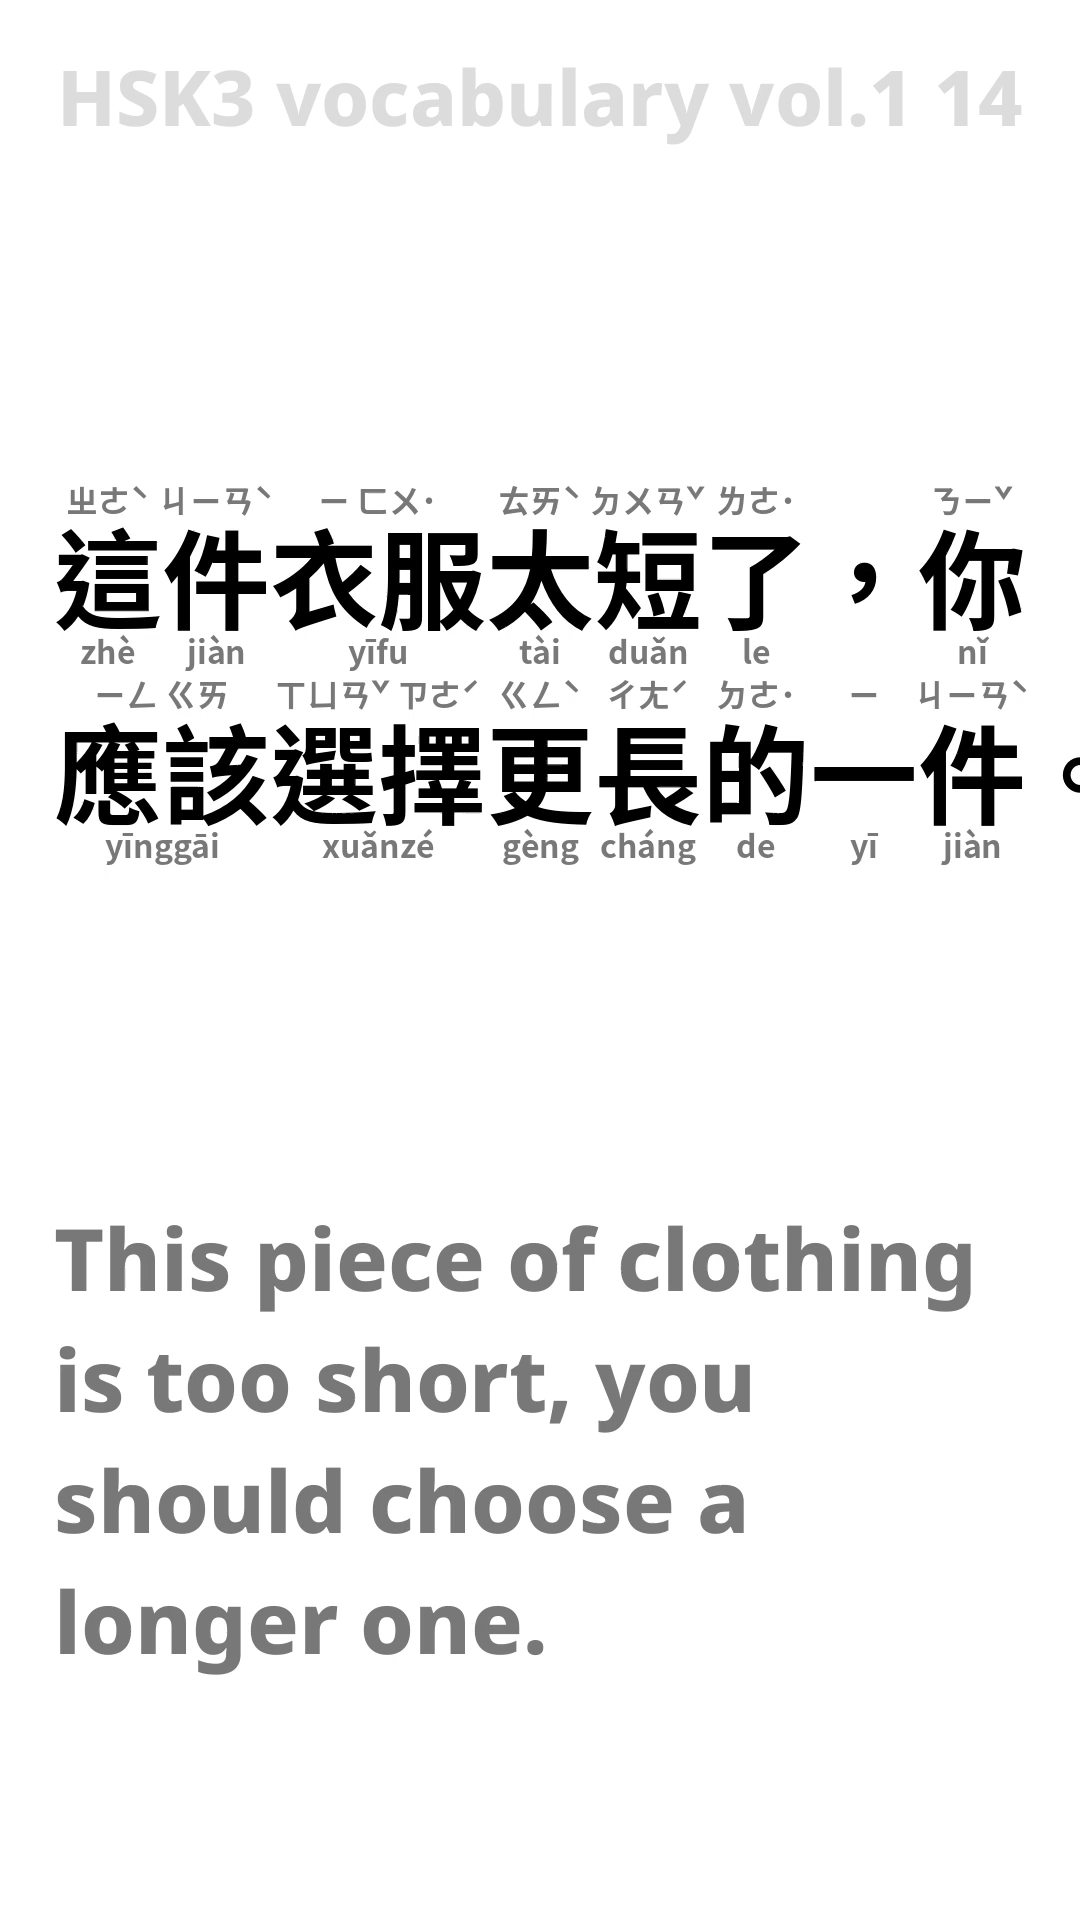 HSK3 vocabulary vol.1 14
ㄓㄜˋ ㄐㄧㄢˋ ㄧ ㄈㄨ˙ ㄊㄞˋ ㄉㄨㄢˇ ㄌㄜ˙ ㄋㄧˇ
這件衣服太短了，你
zhè jiàn yīfu tài duǎn le nǐ
ㄧㄥ ㄍㄞ ㄒㄩㄢˇ ㄗㄜˊ ㄍㄥˋ ㄔㄤˊ ㄉㄜ˙ ㄧ ㄐㄧㄢˋ
應該選擇更長的一件。
yīnggāi xuǎnzé gèng cháng de yī jiàn
This piece of clothing
is too short, you
should choose a
longer one.